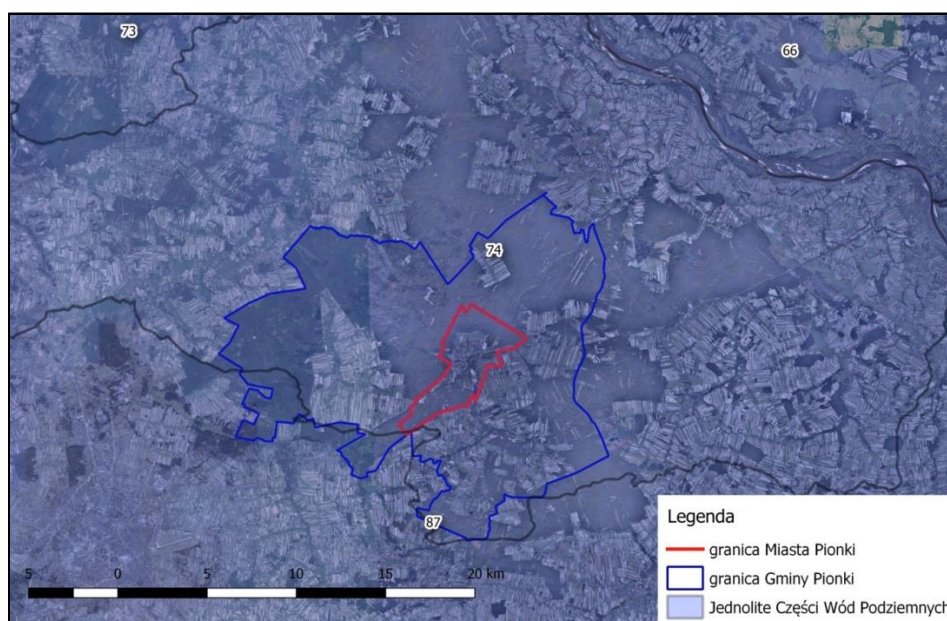 73
66
74
87
5 0 5 10 15 20 km
Legenda
granica Miasta Pionki
granica Gminy Pionki
Jednolite Części Wód Podziemnych